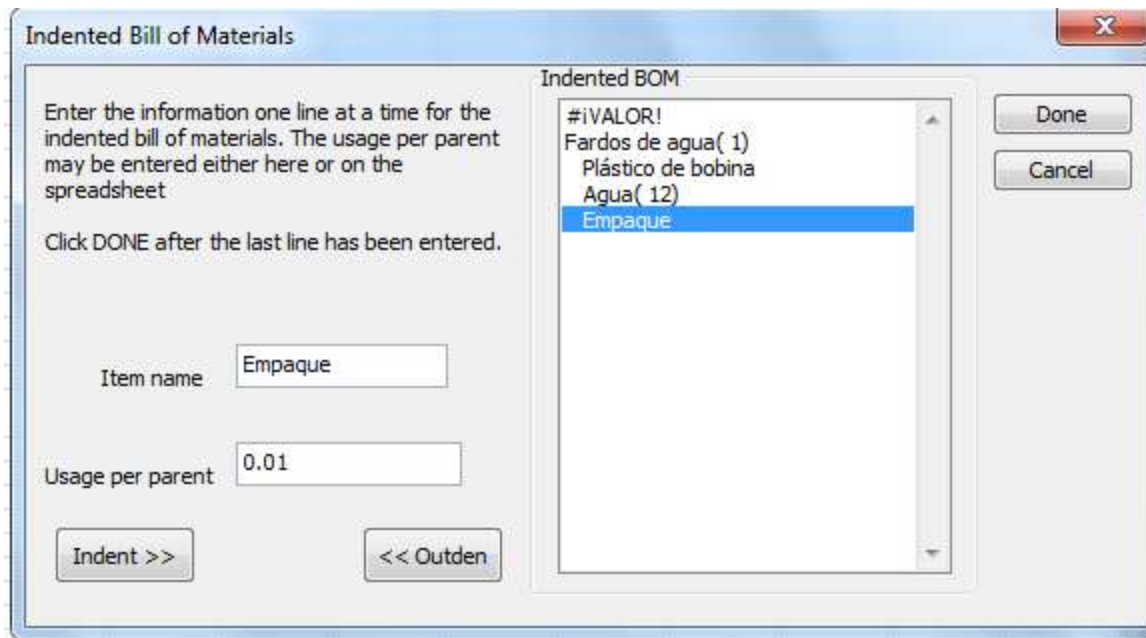 Indented Bill of Materials
Enter the information one line at a time for the
indented bill of materials. The usage per parent
may be entered either here or on the
spreadsheet
Click DONE after the last line has been entered.
Item name
Empaque
Usage per parent
0.01
Indent >>
<< Outden
Indented BOM
#¡VALOR!
Fardos de agua( 1)
Plástico de bobina
Agua( 12)
Empaque
Done
Cancel